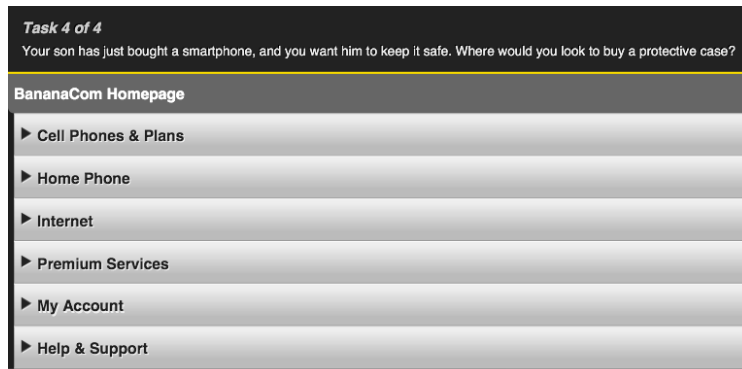 Task 4 of 4
Your son has just bought a smartphone, and you want him to keep it safe. Where would you look to buy a protective case?
BananaCom Homepage
Cell Phones & Plans
Home Phone
Internet
Premium Services
My Account
Help & Support